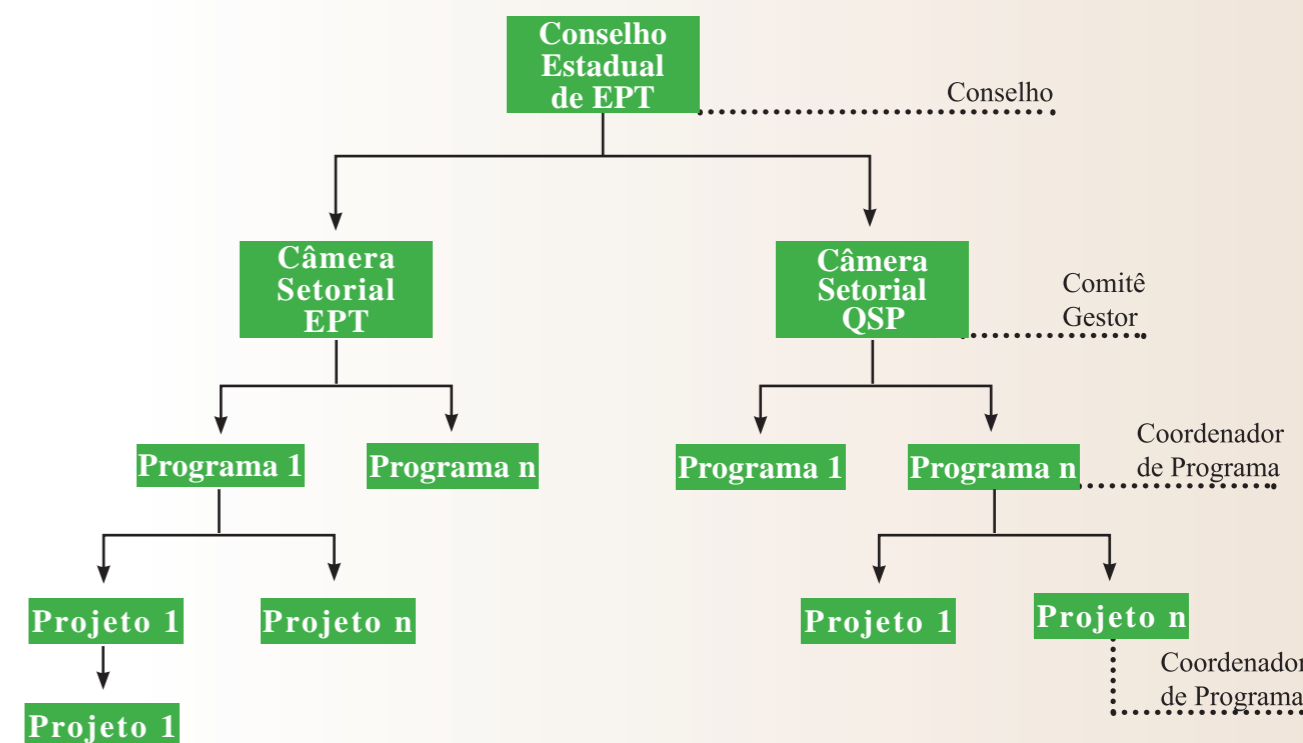 Conselho
Estadual
de EPT
Conselho
Câmera
Setorial
EPT
Câmera
Setorial
QSP
Comitê
Gestor
Programa 1
Programa n
Programa 1
Programa n
Coordenador
de Programa
Projeto 1
Projeto n
Projeto 1
Projeto n
Coordenador
de Programa
Projeto 1